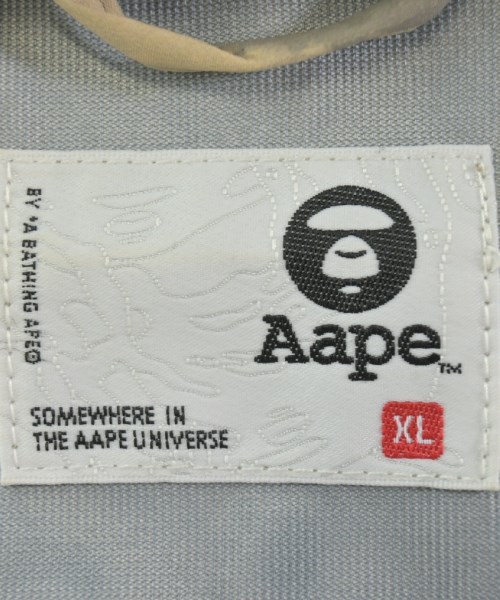 BY *A BATHING APE®
Aape™
XL
SOMEWHERE IN
THE AAPE UNIVERSE